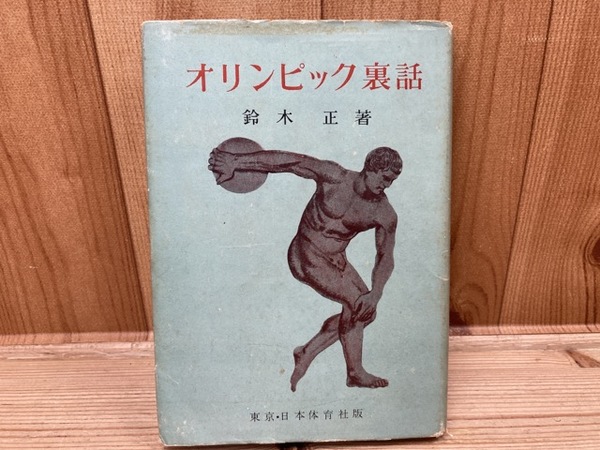 オリンピック裏話
鈴木 正著
東京・日本体育社版